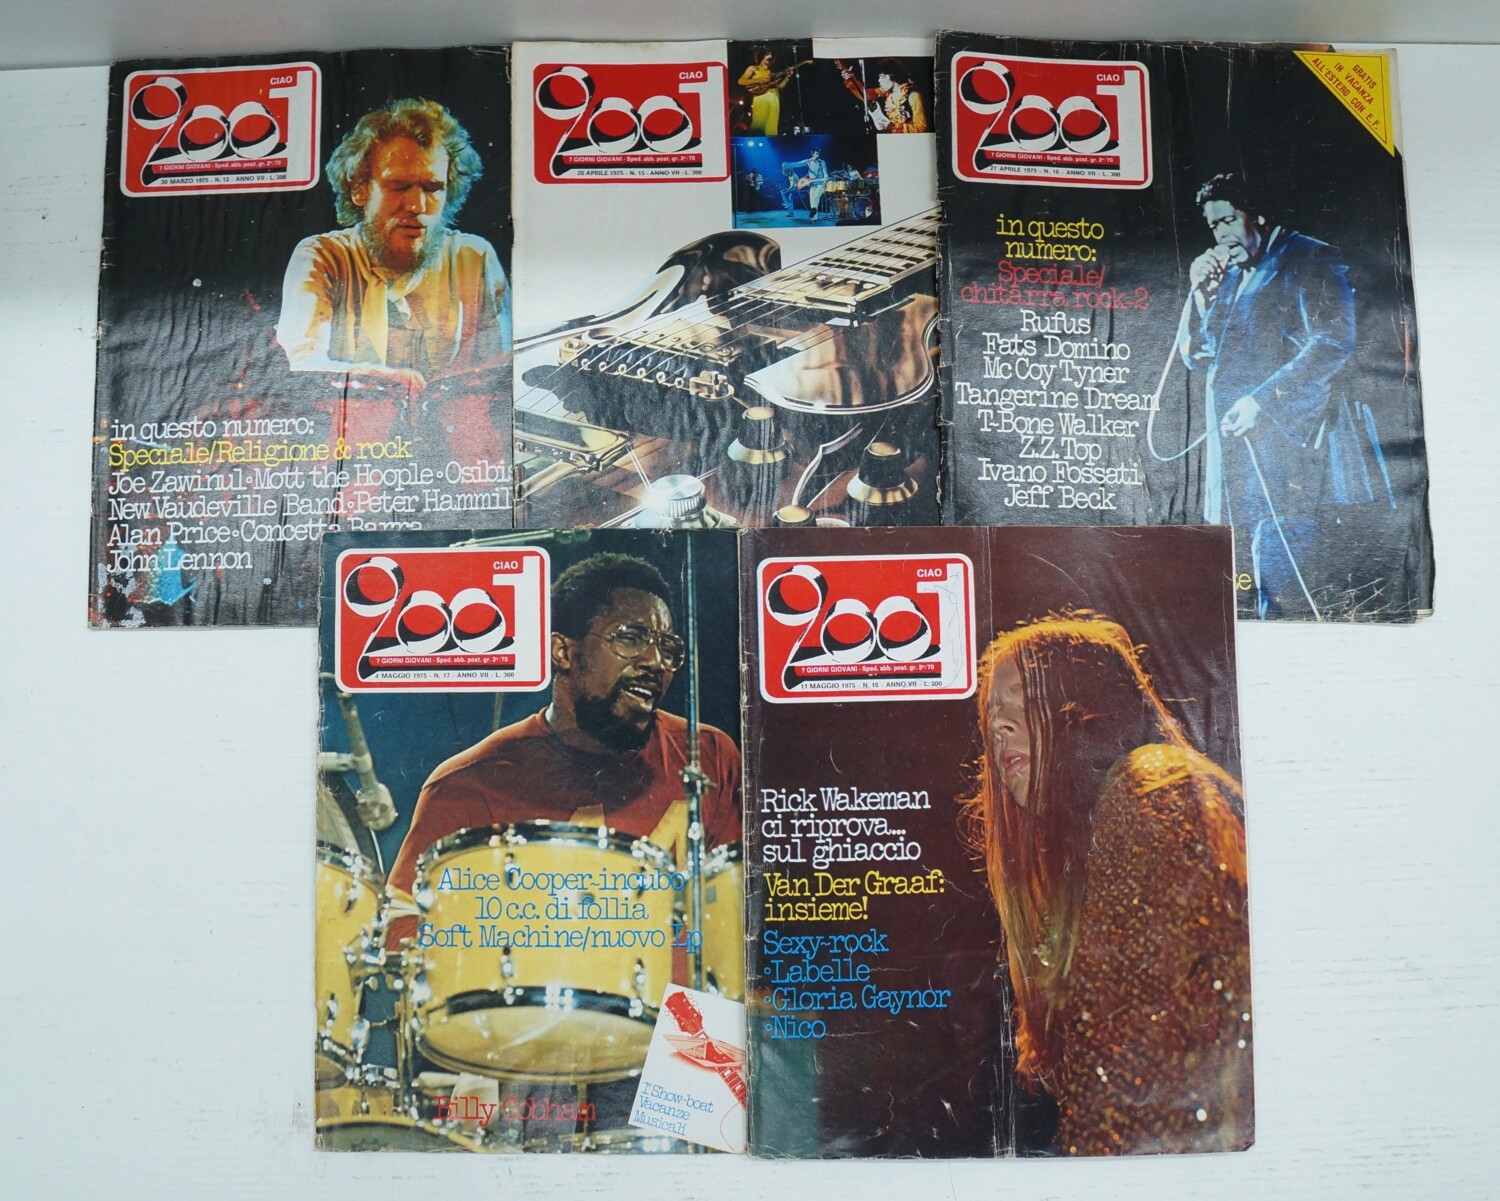 CIAO
2001
7 GIORNI GIOVANI - Sped. abb. post. gr. 2°/70
30 MARZO 1975 - N. 12 - ANNO VII - L. 300
in questo numero:
Speciale/Religione & rock
Joe Zawinul•Mott the Hoople•Osibis
New Vaudeville Band•Peter Hammil
Alan Price•Concetta Barra
John Lennon
CIAO
2001
7 GIORNI GIOVANI - Sped. abb. post. gr. 2°/70
20 APRILE 1975 - N. 15 - ANNO VII - L. 300
CIAO
2001
7 GIORNI GIOVANI - Sped. abb. post. gr. 2°/70
27 APRILE 1975 - N. 16 - ANNO VII - L. 300
GRATIS
IN VACANZA
ALL'ESTERO CON E.F.
in questo
numero:
Speciale/
chitarra rock-2
Rufus
Fats Domino
Mc Coy Tyner
Tangerine Dream
T-Bone Walker
Z.Z. Top
Ivano Fossati
Jeff Beck
CIAO
2001
7 GIORNI GIOVANI - Sped. abb. post. gr. 2°/70
4 MAGGIO 1975 - N. 17 - ANNO VII - L. 300
Alice Cooper-incubo
10 c.c. di follia
Soft Machine/nuovo Lp
Billy Cobham
1° Show-boat
Vacanze
Musicali
CIAO
2001
7 GIORNI GIOVANI - Sped. abb. post. gr. 2°/70
11 MAGGIO 1975 - N. 18 - ANNO VII - L. 300
Rick Wakeman
ci riprova...
sul ghiaccio
Van Der Graaf:
insieme!
Sexy-rock
•Labelle
•Gloria Gaynor
•Nico